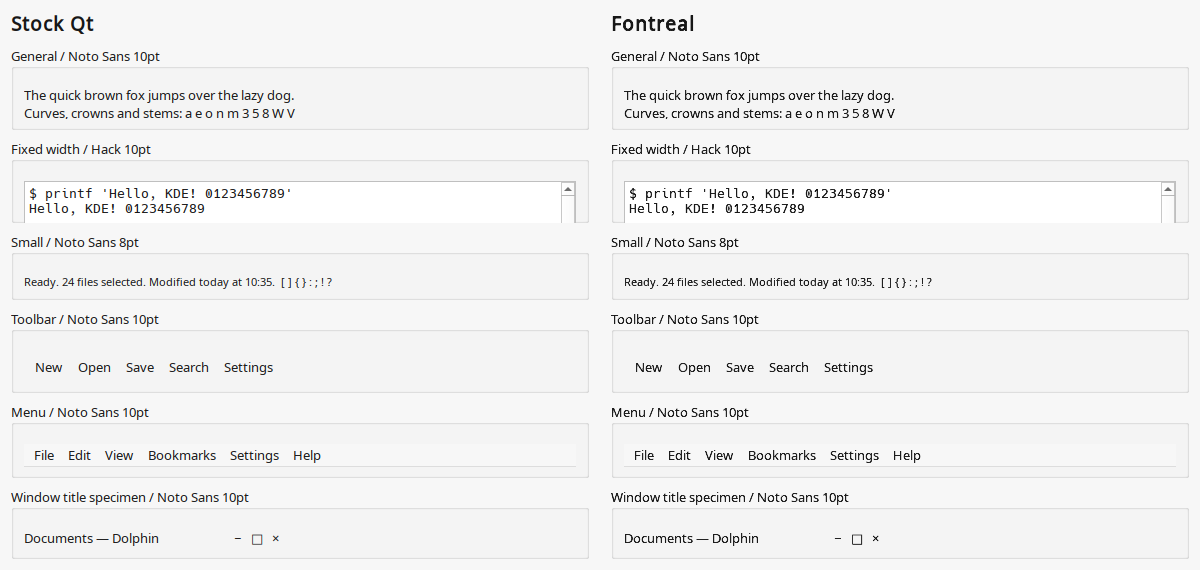 Stock Qt
General / Noto Sans 10pt
The quick brown fox jumps over the lazy dog.
Curves, crowns and stems: a e o n m 3 5 8 W V
Fixed width / Hack 10pt
$ printf 'Hello, KDE! 0123456789'
Hello, KDE! 0123456789
Small / Noto Sans 8pt
Ready. 24 files selected. Modified today at 10:35.  [ ] { } : ; ! ?
Toolbar / Noto Sans 10pt
New Open Save Search Settings
Menu / Noto Sans 10pt
File Edit View Bookmarks Settings Help
Window title specimen / Noto Sans 10pt
Documents — Dolphin − □ ×
Fontreal
General / Noto Sans 10pt
The quick brown fox jumps over the lazy dog.
Curves, crowns and stems: a e o n m 3 5 8 W V
Fixed width / Hack 10pt
$ printf 'Hello, KDE! 0123456789'
Hello, KDE! 0123456789
Small / Noto Sans 8pt
Ready. 24 files selected. Modified today at 10:35.  [ ] { } : ; ! ?
Toolbar / Noto Sans 10pt
New Open Save Search Settings
Menu / Noto Sans 10pt
File Edit View Bookmarks Settings Help
Window title specimen / Noto Sans 10pt
Documents — Dolphin − □ ×